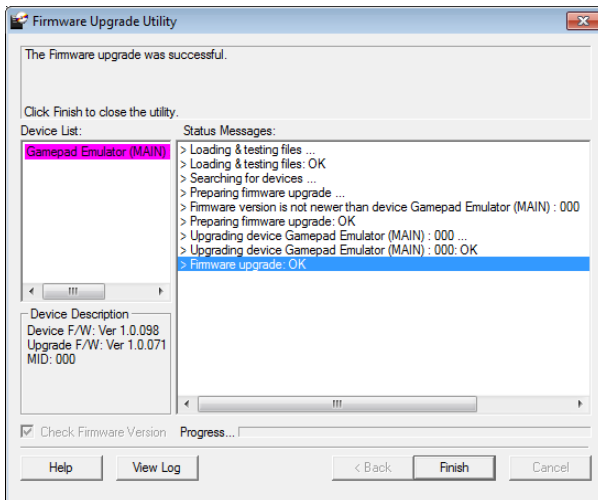 Firmware Upgrade Utility
The Firmware upgrade was successful.
Click Finish to close the utility.
Device List:
Status Messages:
Gamepad Emulator (MAIN)
> Loading & testing files ...
> Loading & testing files: OK
> Searching for devices ...
> Preparing firmware upgrade ...
> Firmware version is not newer than device Gamepad Emulator (MAIN) : 000
> Preparing firmware upgrade: OK
> Upgrading device Gamepad Emulator (MAIN) : 000 ...
> Upgrading device Gamepad Emulator (MAIN) : 000: OK
> Firmware upgrade: OK
Device Description
Device F/W: Ver 1.0.098
Upgrade F/W: Ver 1.0.071
MID: 000
Check Firmware Version Progress...
Help View Log < Back Finish Cancel